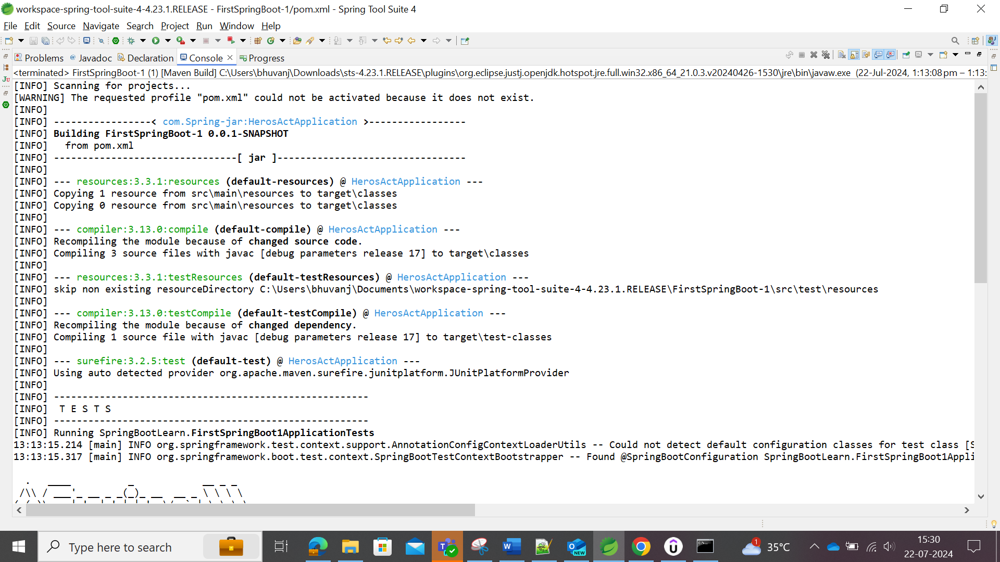 workspace-spring-tool-suite-4-4.23.1.RELEASE - FirstSpringBoot-1/pom.xml - Spring Tool Suite 4
File Edit Source Navigate Search Project Run Window Help
Problems @ Javadoc Declaration Console Progress
<terminated> FirstSpringBoot-1 (1) [Maven Build] C:\Users\bhuvanj\Downloads\sts-4.23.1.RELEASE\plugins\org.eclipse.justj.openjdk.hotspot.jre.full.win32.x86_64_21.0.3.v20240426-1530\jre\bin\javaw.exe (22-Jul-2024, 1:13:08 pm – 1:13:
[INFO] Scanning for projects...
[WARNING] The requested profile "pom.xml" could not be activated because it does not exist.
[INFO]
[INFO] -----------------< com.Spring-jar:HerosActApplication >-----------------
[INFO] Building FirstSpringBoot-1 0.0.1-SNAPSHOT
[INFO]   from pom.xml
[INFO] --------------------------------[ jar ]---------------------------------
[INFO]
[INFO] --- resources:3.3.1:resources (default-resources) @ HerosActApplication ---
[INFO] Copying 1 resource from src\main\resources to target\classes
[INFO] Copying 0 resource from src\main\resources to target\classes
[INFO]
[INFO] --- compiler:3.13.0:compile (default-compile) @ HerosActApplication ---
[INFO] Recompiling the module because of changed source code.
[INFO] Compiling 3 source files with javac [debug parameters release 17] to target\classes
[INFO]
[INFO] --- resources:3.3.1:testResources (default-testResources) @ HerosActApplication ---
[INFO] skip non existing resourceDirectory C:\Users\bhuvanj\Documents\workspace-spring-tool-suite-4-4.23.1.RELEASE\FirstSpringBoot-1\src\test\resources
[INFO]
[INFO] --- compiler:3.13.0:testCompile (default-testCompile) @ HerosActApplication ---
[INFO] Recompiling the module because of changed dependency.
[INFO] Compiling 1 source file with javac [debug parameters release 17] to target\test-classes
[INFO]
[INFO] --- surefire:3.2.5:test (default-test) @ HerosActApplication ---
[INFO] Using auto detected provider org.apache.maven.surefire.junitplatform.JUnitPlatformProvider
[INFO]
[INFO] -------------------------------------------------------
[INFO]  T E S T S
[INFO] -------------------------------------------------------
[INFO] Running SpringBootLearn.FirstSpringBoot1ApplicationTests
13:13:15.214 [main] INFO org.springframework.test.context.support.AnnotationConfigContextLoaderUtils -- Could not detect default configuration classes for test class [S
13:13:15.317 [main] INFO org.springframework.boot.test.context.SpringBootTestContextBootstrapper -- Found @SpringBootConfiguration SpringBootLearn.FirstSpringBoot1Appli
Type here to search
NEW
1
35°C
15:30
22-07-2024